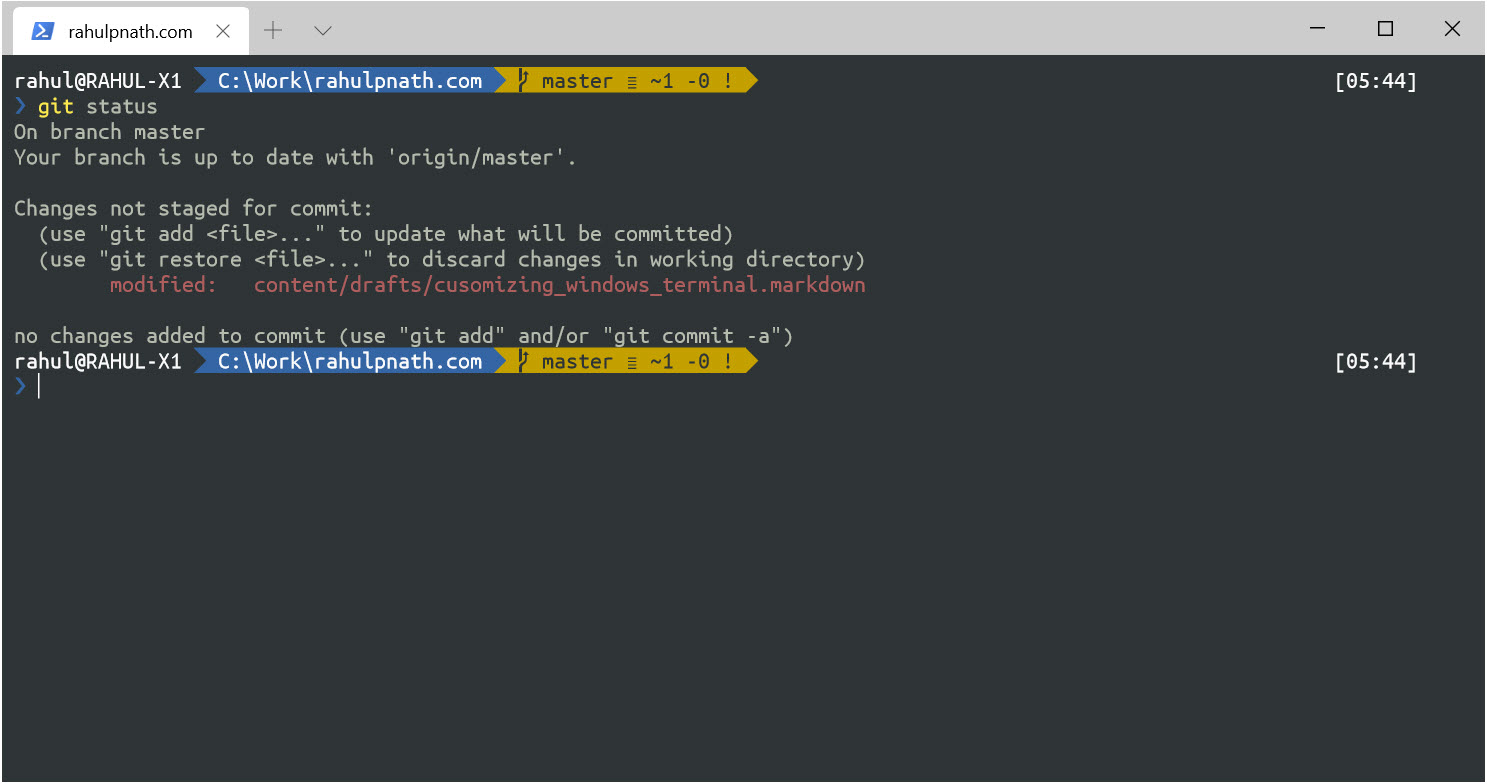 rahulpnath.com
rahul@RAHUL-X1 C:\Work\rahulpnath.com master ≡ ~1 -0 ! [05:44]
❯ git status
On branch master
Your branch is up to date with 'origin/master'.
Changes not staged for commit:
(use "git add <file>..." to update what will be committed)
(use "git restore <file>..." to discard changes in working directory)
modified: content/drafts/cusomizing_windows_terminal.markdown
no changes added to commit (use "git add" and/or "git commit -a")
rahul@RAHUL-X1 C:\Work\rahulpnath.com master ≡ ~1 -0 ! [05:44]
❯